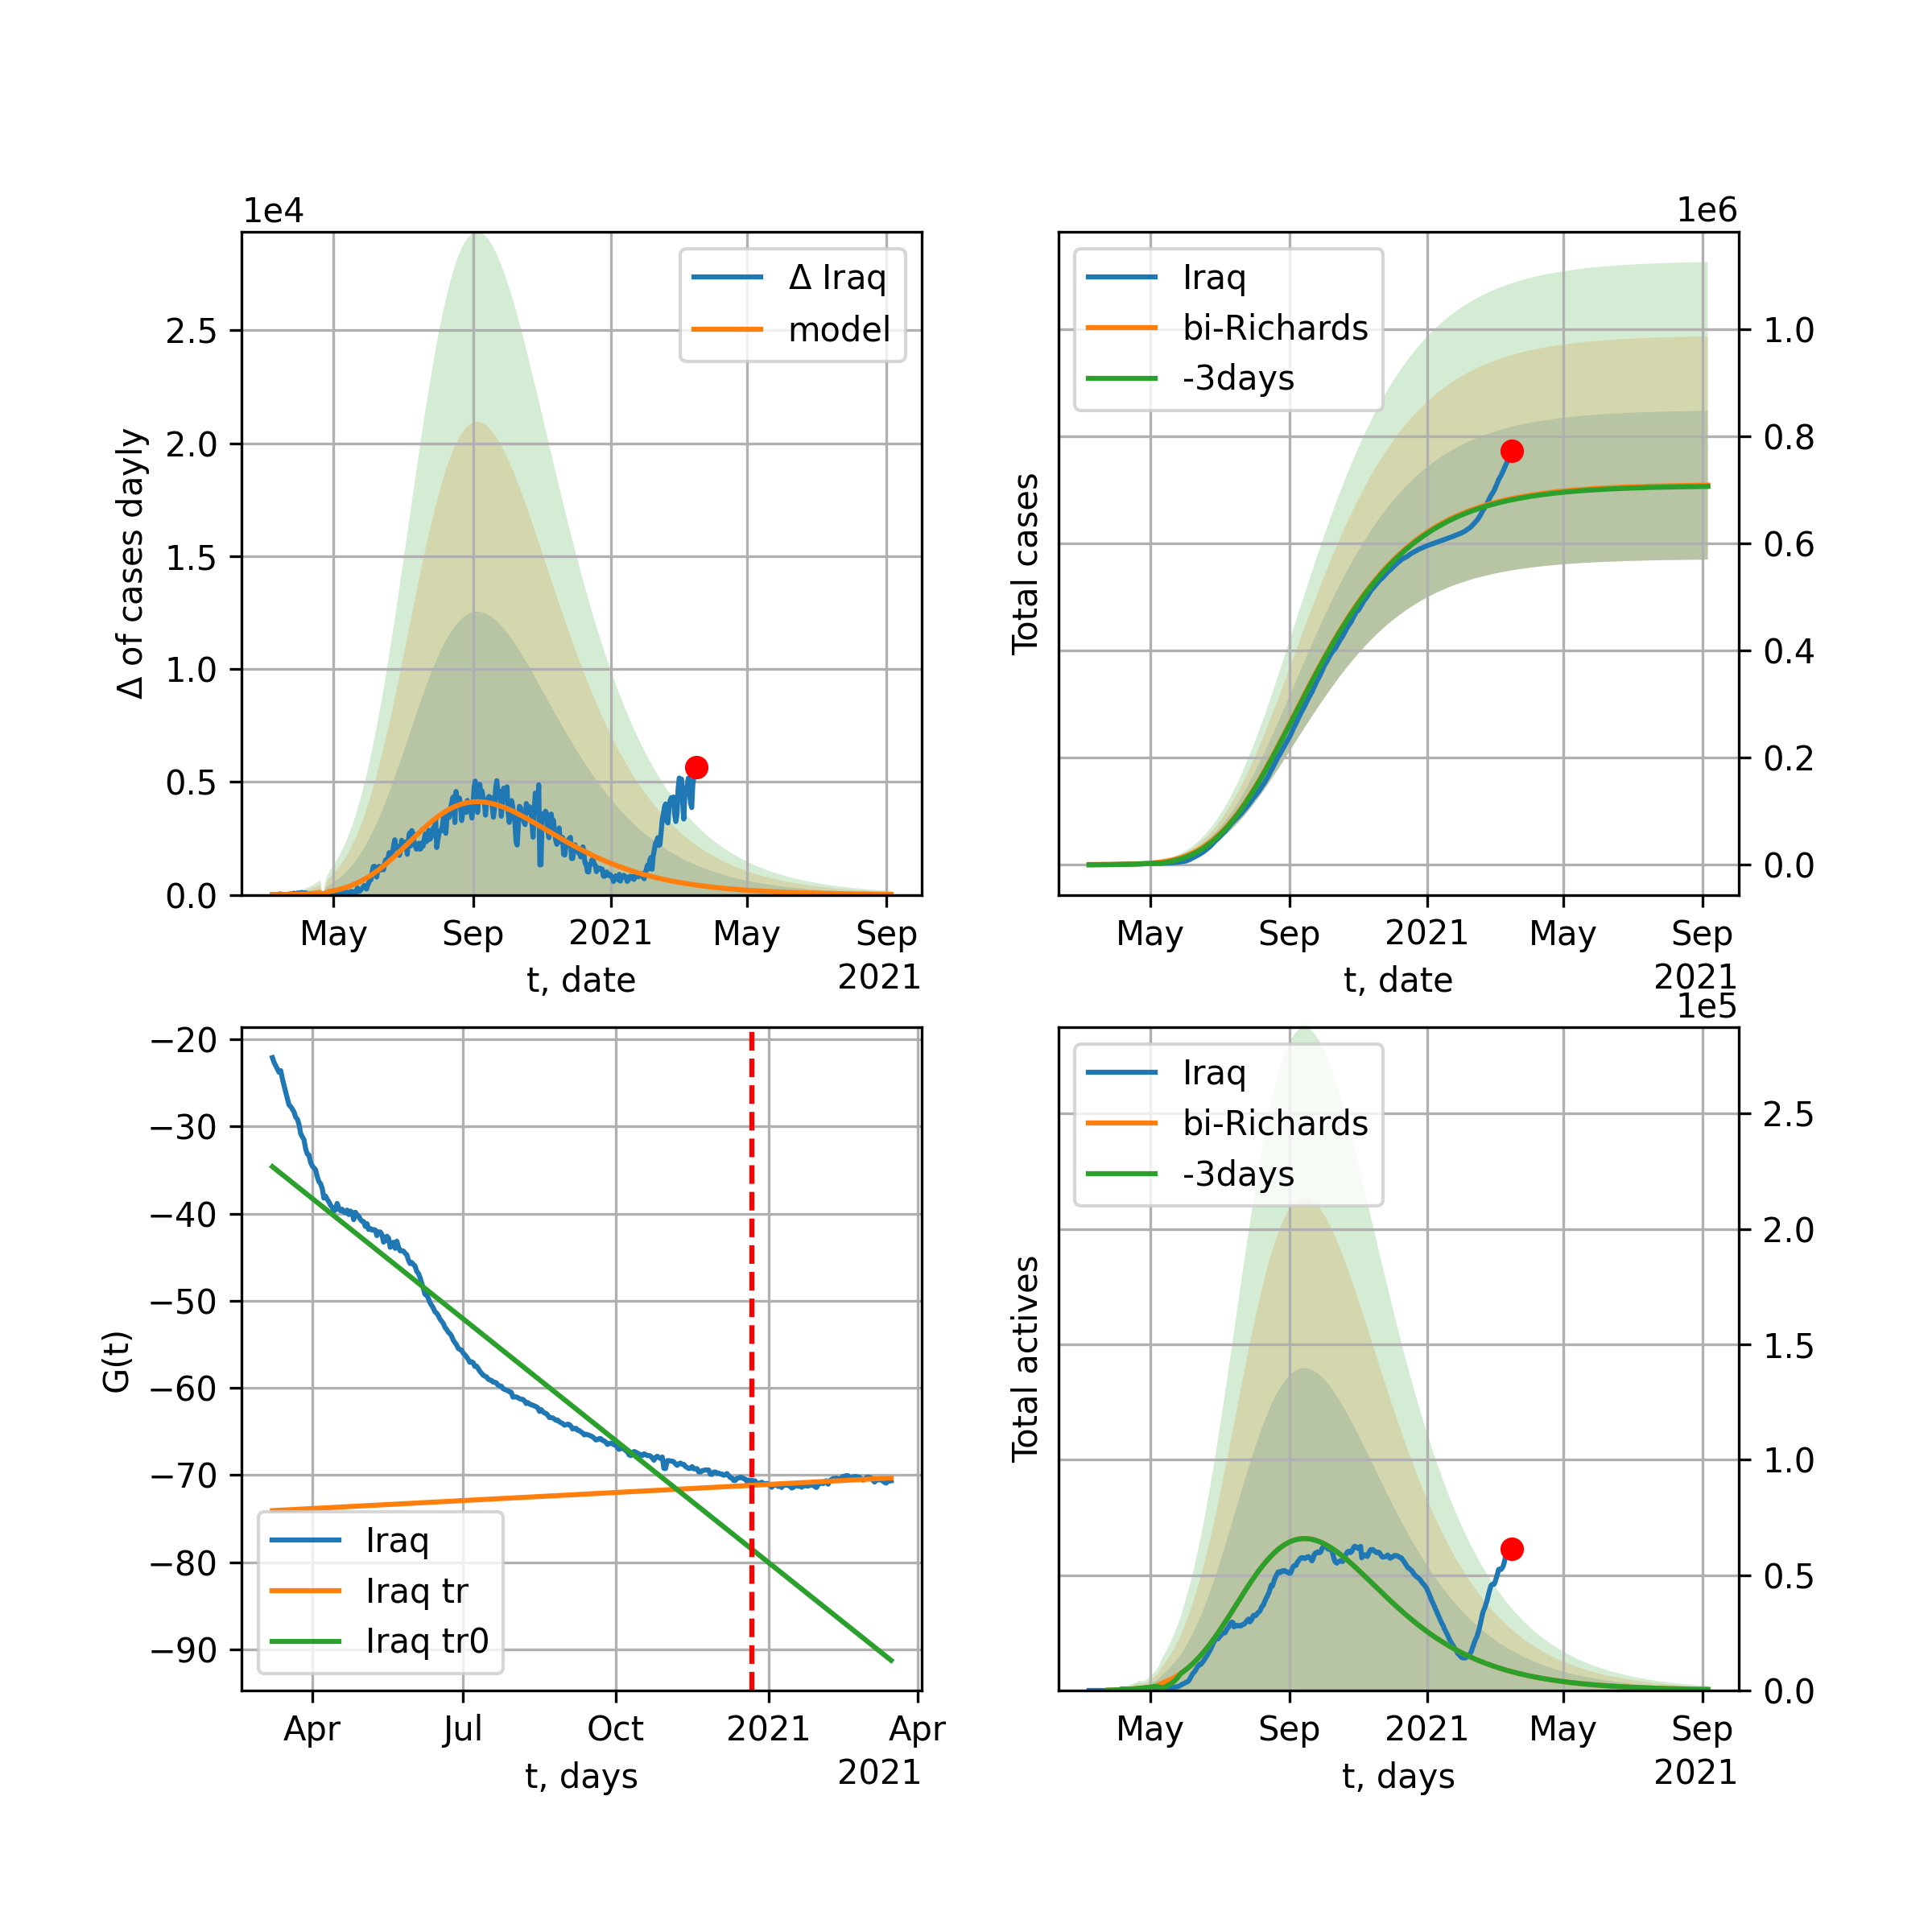 1e4
Δ of cases dayly
2.5
2.0
1.5
1.0
0.5
0.0
Δ Iraq
model
May Sep 2021 May Sep
2021
t, date
1e6
Total cases
Iraq
bi-Richards
-3days
1.0
0.8
0.6
0.4
0.2
0.0
May Sep 2021 May Sep
2021
t, date
G(t)
−20
−30
−40
−50
−60
−70
−80
−90
Iraq
Iraq tr
Iraq tr0
Apr Jul Oct 2021 Apr
2021
t, days
1e5
Total actives
Iraq
bi-Richards
-3days
2.5
2.0
1.5
1.0
0.5
0.0
May Sep 2021 May Sep
2021
t, days